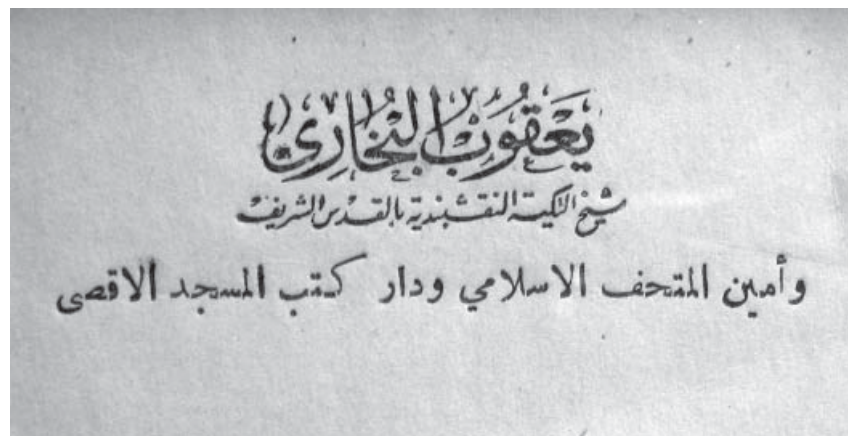 يعقوب البخاري
شيخ التكية النقشبندية بالقدس الشريف
وأمين المتحف الاسلامي ودار كتب المسجد الاقصى